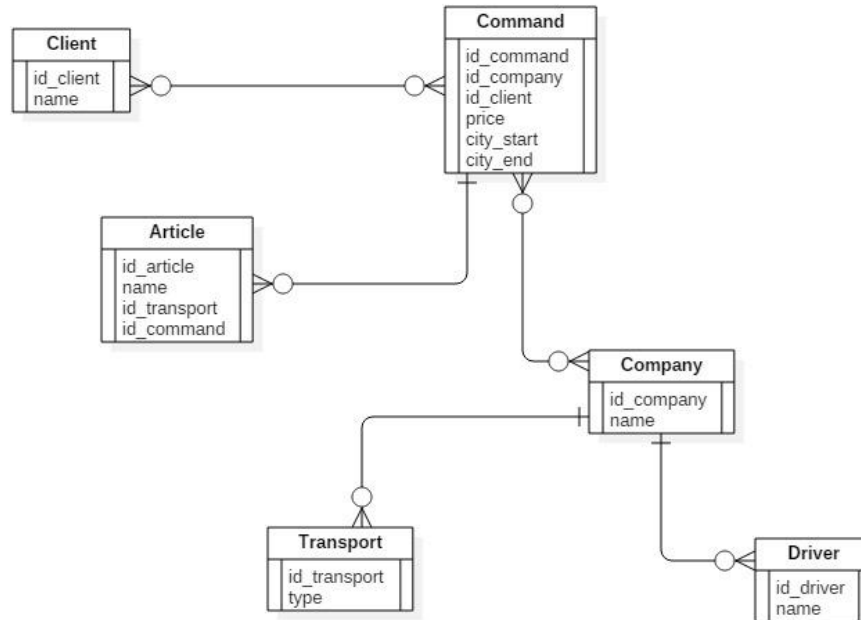 Client
id_client
name
Command
id_command
id_company
id_client
price
city_start
city_end
Article
id_article
name
id_transport
id_command
Company
id_company
name
Transport
id_transport
type
Driver
id_driver
name